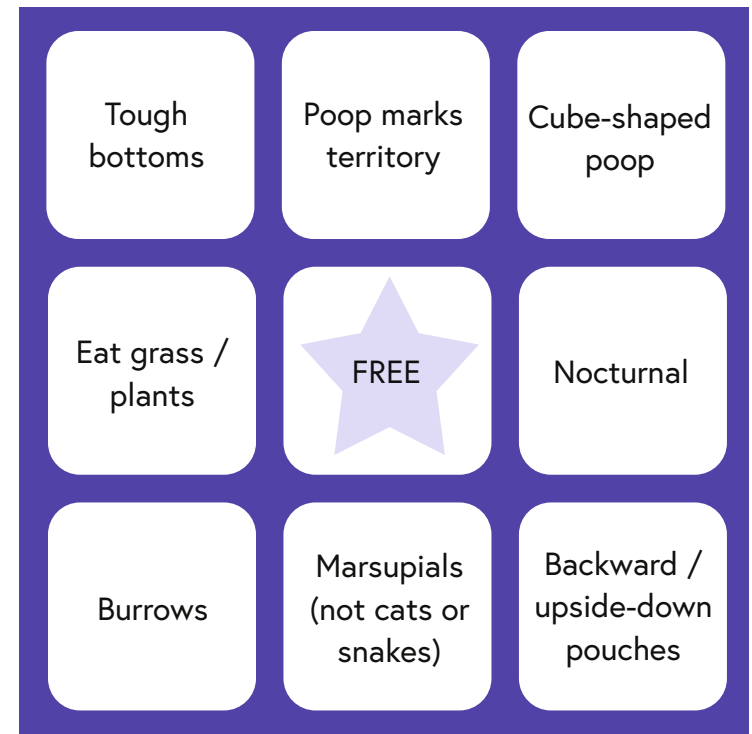 Tough
bottoms
Poop marks
territory
Cube-shaped
poop
Eat grass /
plants
FREE
Nocturnal
Burrows
Marsupials
(not cats or
snakes)
Backward /
upside-down
pouches